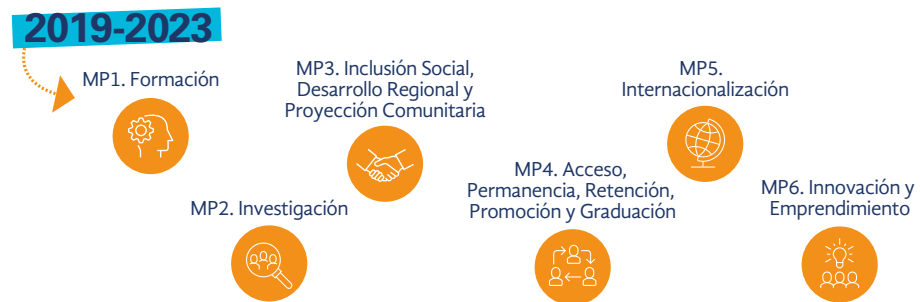 2019-2023
MP1. Formación
MP2. Investigación
MP3. Inclusión Social,
Desarrollo Regional y
Proyección Comunitaria
MP4. Acceso,
Permanencia, Retención,
Promoción y Graduación
MP5.
Internacionalización
MP6. Innovación y
Emprendimiento